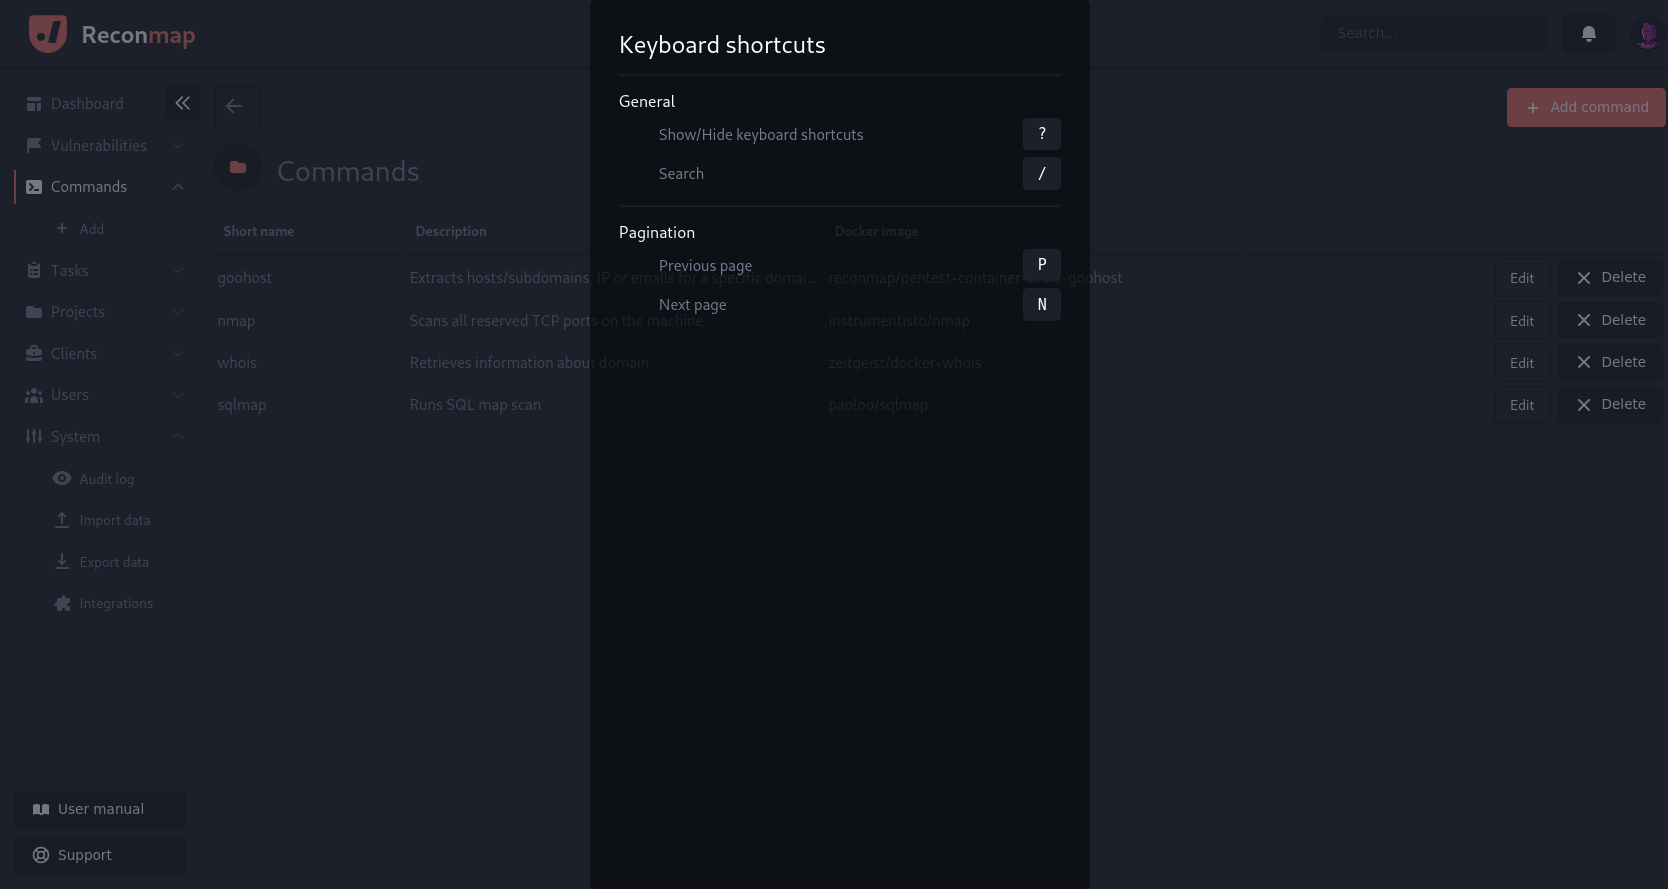 Reconmap
Search...
Dashboard
Vulnerabilities
Commands
Add
Tasks
Projects
Clients
Users
System
Audit log
Import data
Export data
Integrations
User manual
Support
Add command
Commands
Short name Description Docker image
goohost Extracts hosts/subdomains, IP or emails for a specific domai... reconmap/pentest-container-tools-goohost Edit Delete
nmap Scans all reserved TCP ports on the machine instrumentisto/nmap Edit Delete
whois Retrieves information about domain zeitgeist/docker-whois Edit Delete
sqlmap Runs SQL map scan paoloo/sqlmap Edit Delete
Keyboard shortcuts
General
Show/Hide keyboard shortcuts ?
Search /
Pagination
Previous page P
Next page N